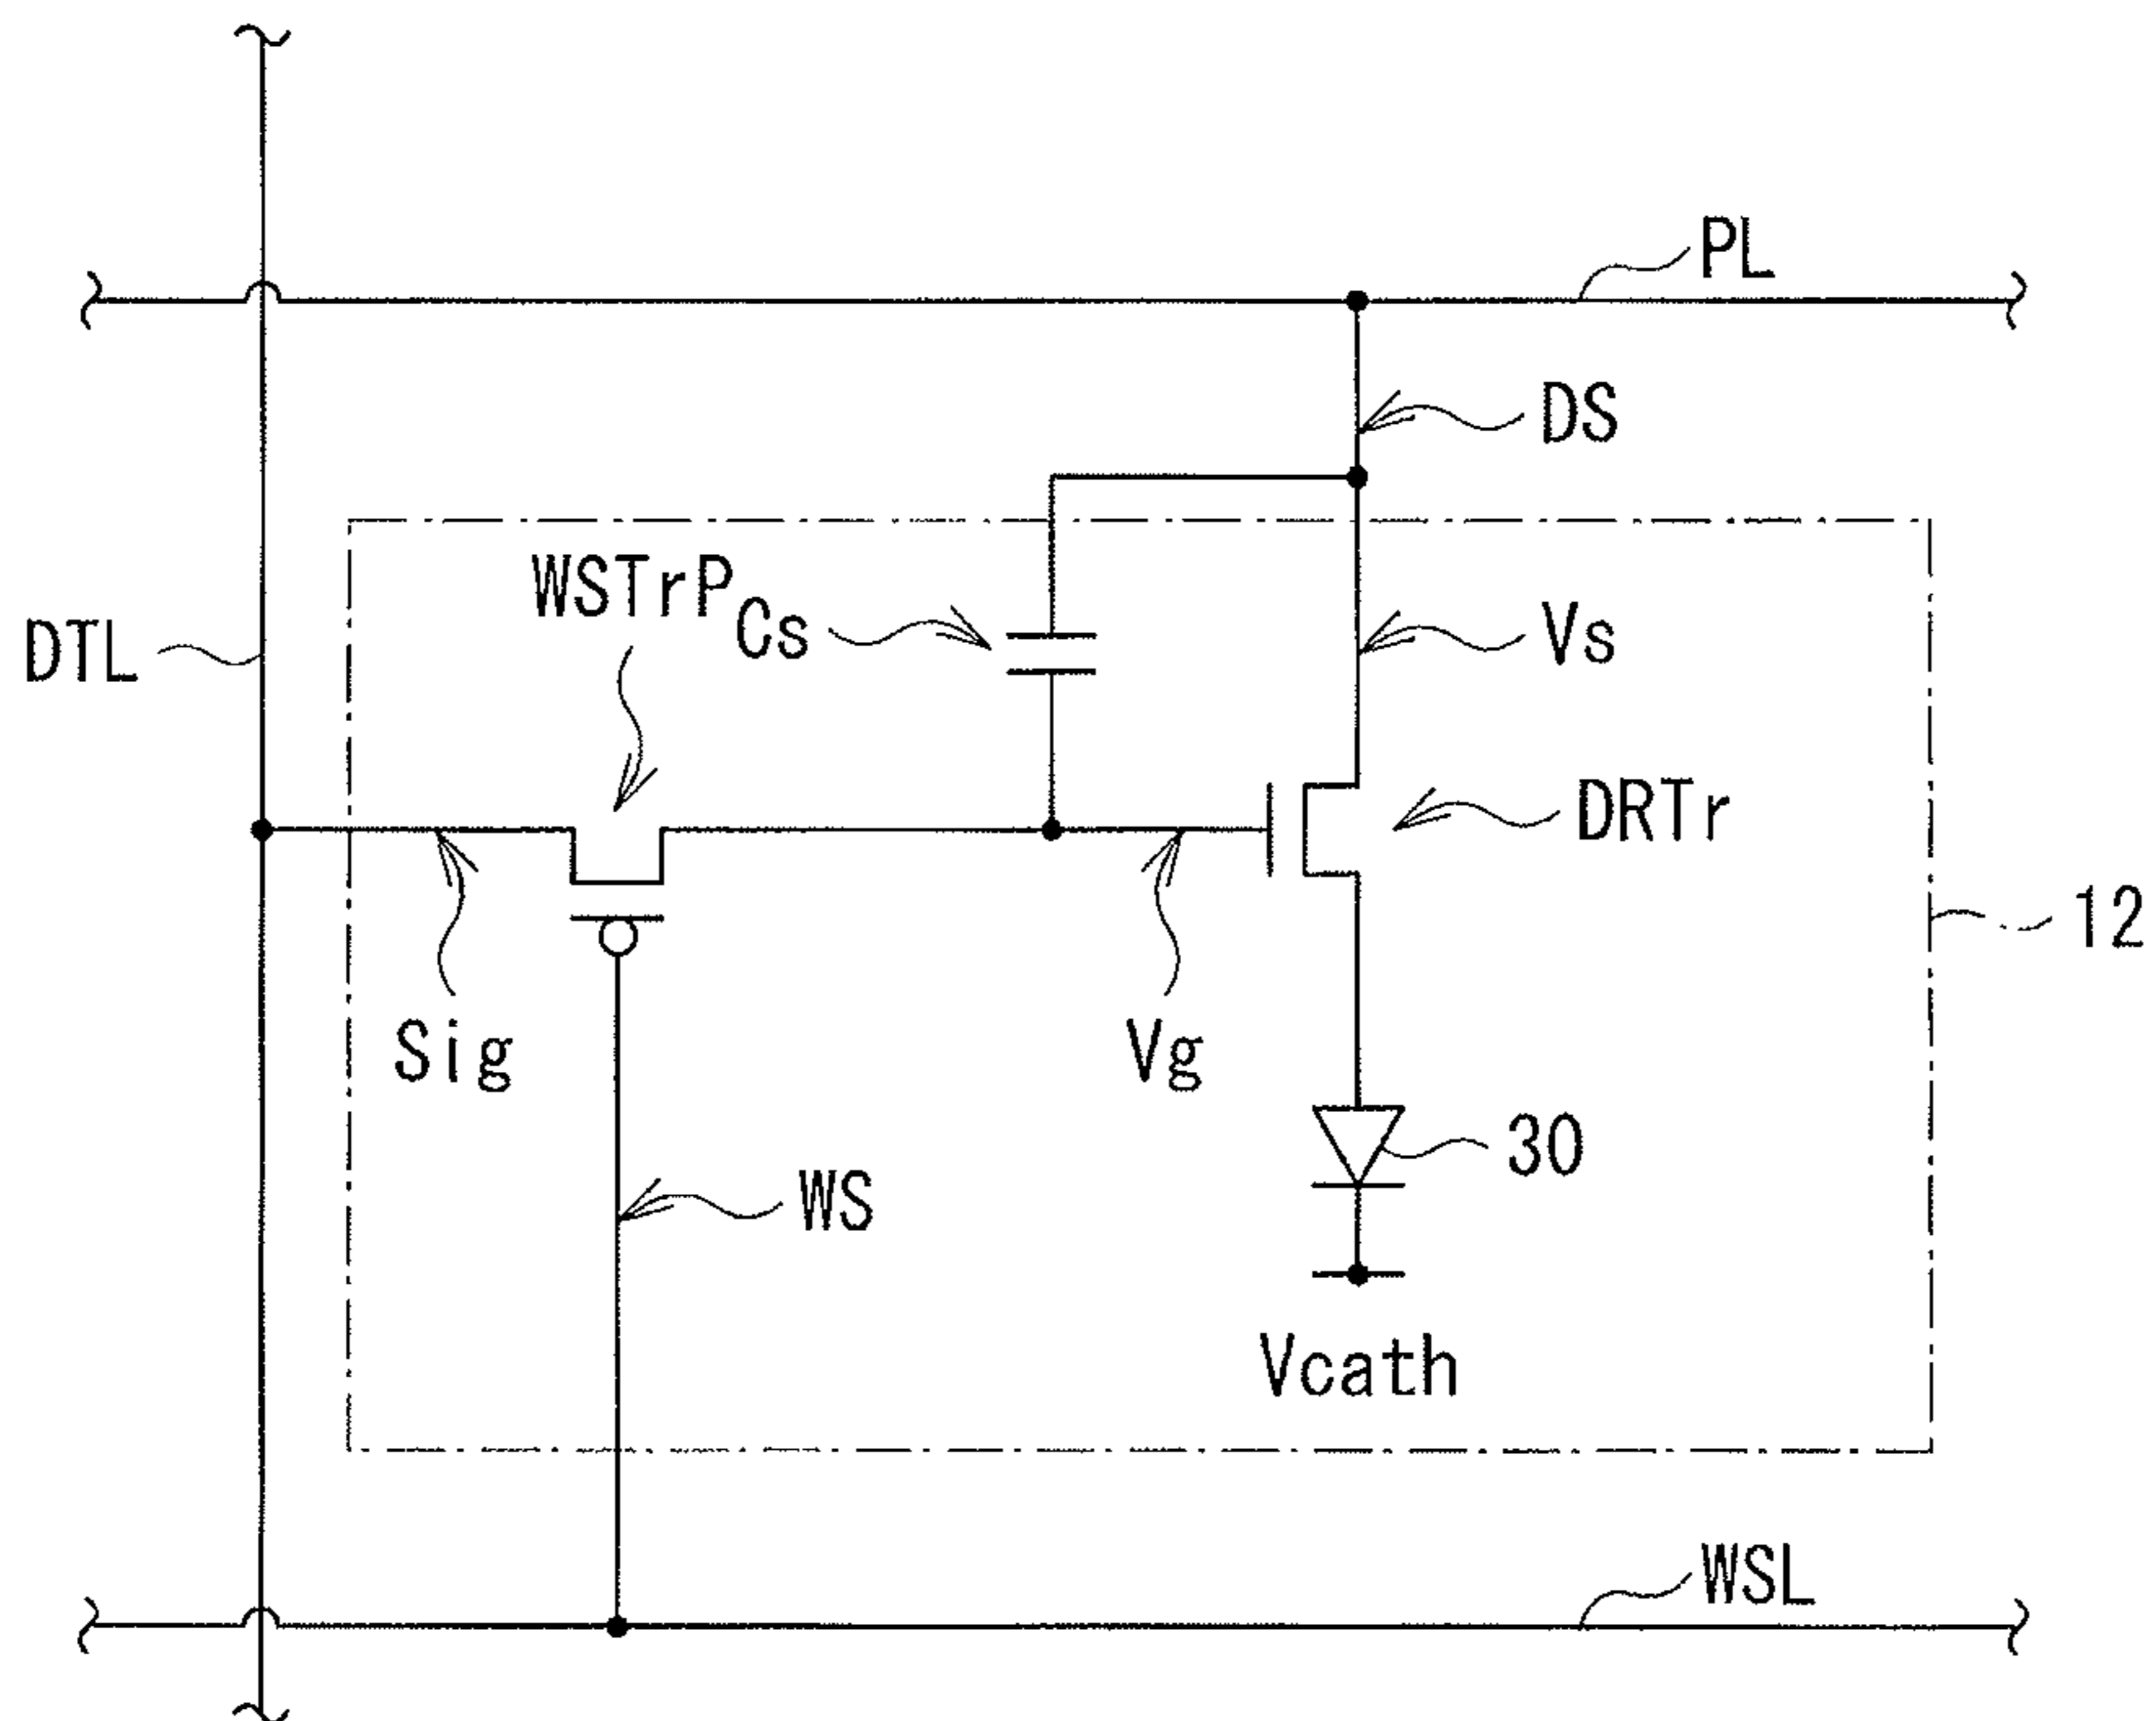 PL
DS
WSTrP
Cs
Vs
DTL
DRTr
12
Sig
Vg
30
WS
Vcath
WSL